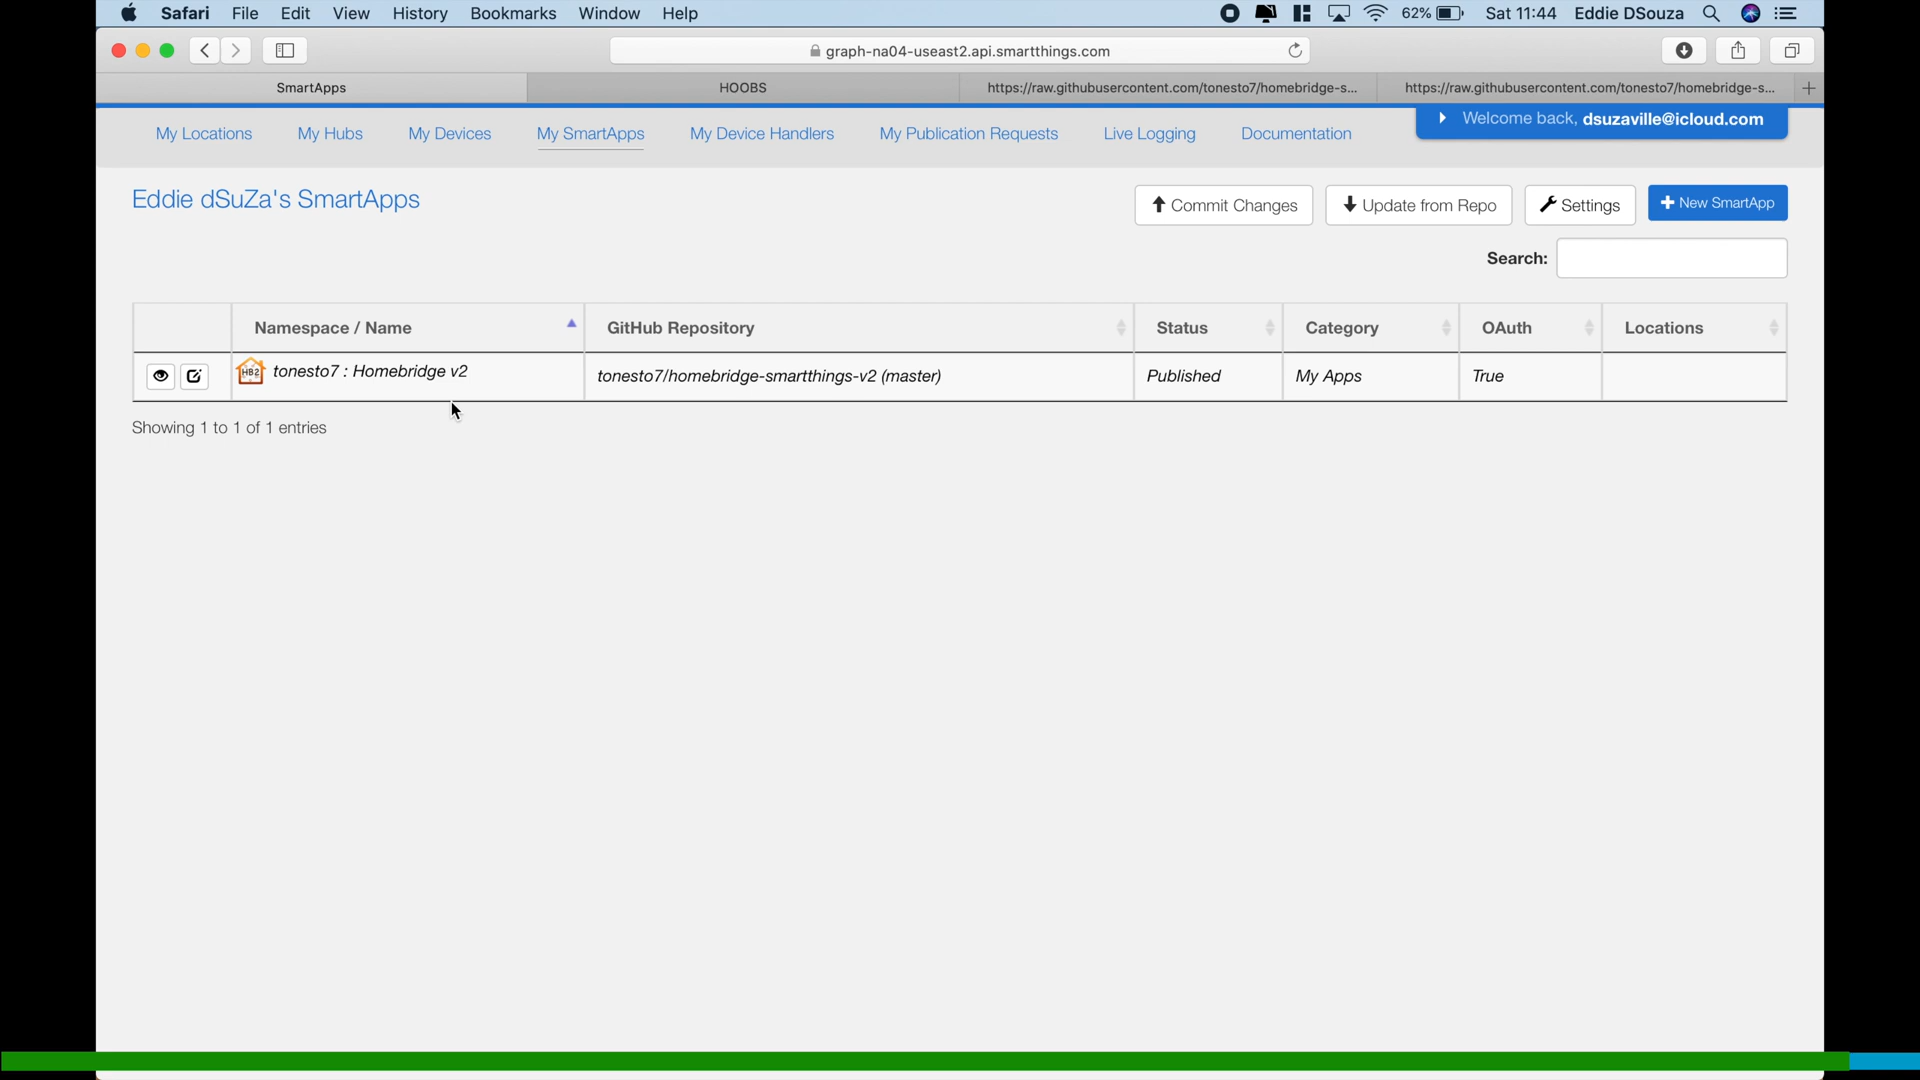 Safari File Edit View History Bookmarks Window Help 62% Sat 11:44 Eddie DSouza
graph-na04-useast2.api.smartthings.com
SmartApps HOOBS https://raw.githubusercontent.com/tonesto7/homebridge-s... https://raw.githubusercontent.com/tonesto7/homebridge-s...
My Locations My Hubs My Devices My SmartApps My Device Handlers My Publication Requests Live Logging Documentation Welcome back, dsuzaville@icloud.com
Eddie dSuZa's SmartApps Commit Changes Update from Repo Settings New SmartApp
Search:
Namespace / Name GitHub Repository Status Category OAuth Locations
HB2 tonesto7 : Homebridge v2 tonesto7/homebridge-smartthings-v2 (master) Published My Apps True
Showing 1 to 1 of 1 entries